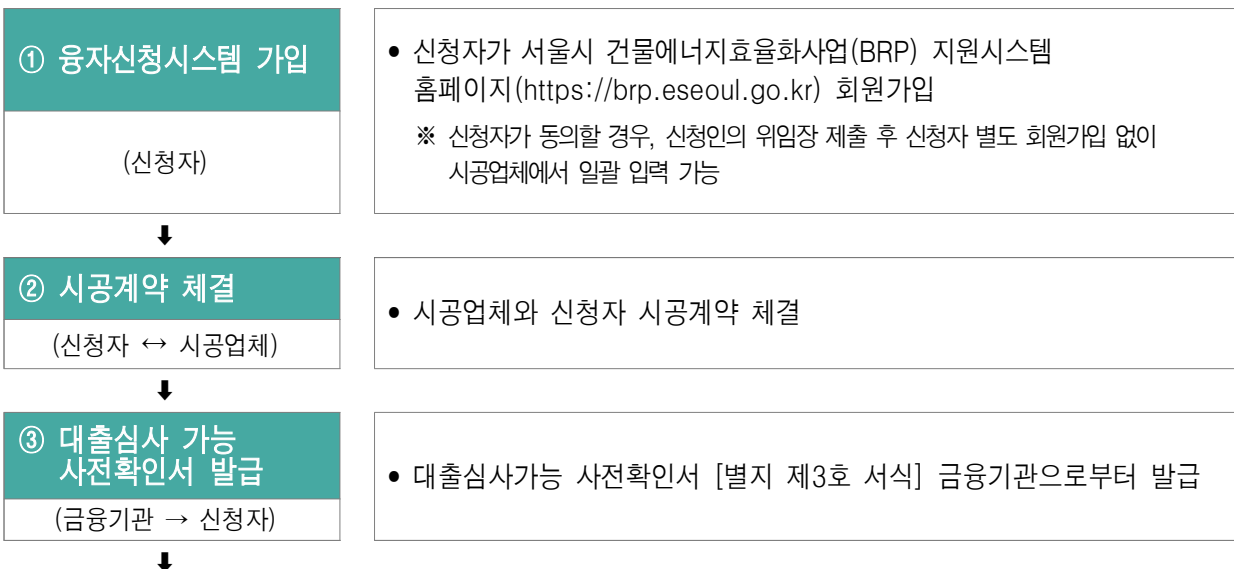 ① 융자신청시스템 가입
(신청자)
• 신청자가 서울시 건물에너지효율화사업(BRP) 지원시스템
홈페이지(https://brp.eseoul.go.kr) 회원가입
※ 신청자가 동의할 경우, 신청인의 위임장 제출 후 신청자 별도 회원가입 없이
시공업체에서 일괄 입력 가능
⬇
② 시공계약 체결
(신청자 ↔ 시공업체)
• 시공업체와 신청자 시공계약 체결
⬇
③ 대출심사 가능
사전확인서 발급
(금융기관 → 신청자)
• 대출심사가능 사전확인서 [별지 제3호 서식] 금융기관으로부터 발급
⬇